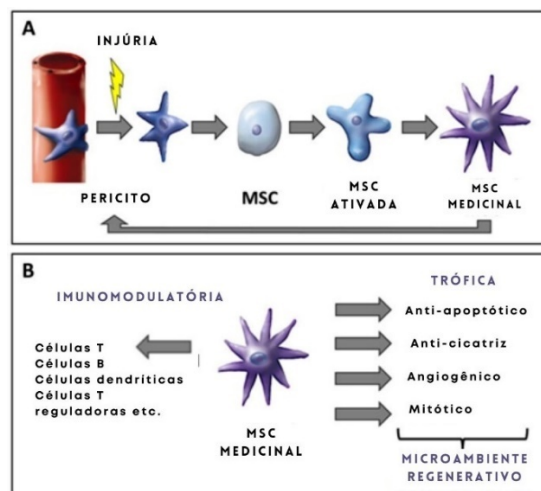 A
INJÚRIA
PERICITO
MSC
MSC
ATIVADA
MSC
MEDICINAL
B
IMUNOMODULATÓRIA
Células T
Células B
Células dendríticas
Células T
reguladoras etc.
MSC
MEDICINAL
TRÓFICA
Anti-apoptótico
Anti-cicatriz
Angiogênico
Mitótico
MICROAMBIENTE
REGENERATIVO